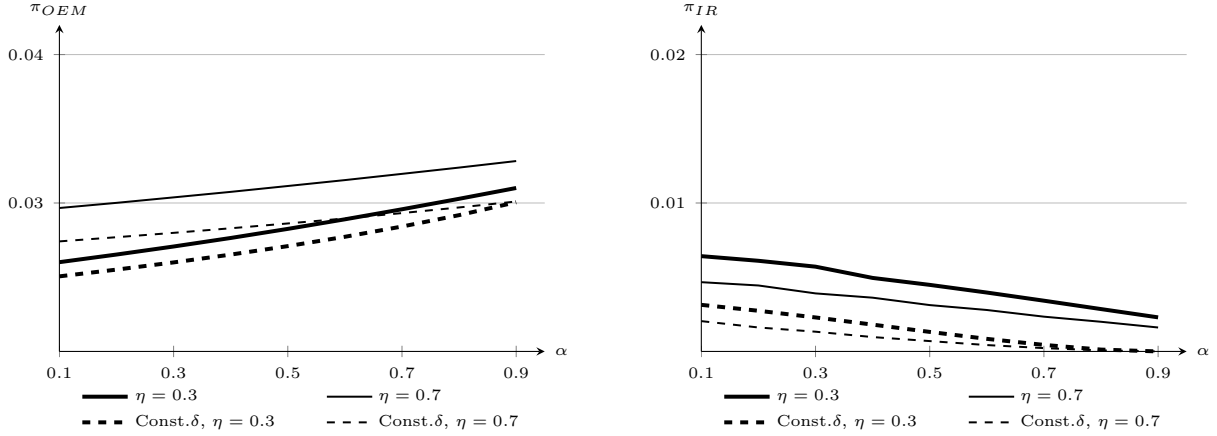 π_OEM
0.04
0.03
0.1 0.3 0.5 0.7 0.9
α
η = 0.3 η = 0.7
Const.δ, η = 0.3 Const.δ, η = 0.7
π_IR
0.02
0.01
0.1 0.3 0.5 0.7 0.9
α
η = 0.3 η = 0.7
Const.δ, η = 0.3 Const.δ, η = 0.7